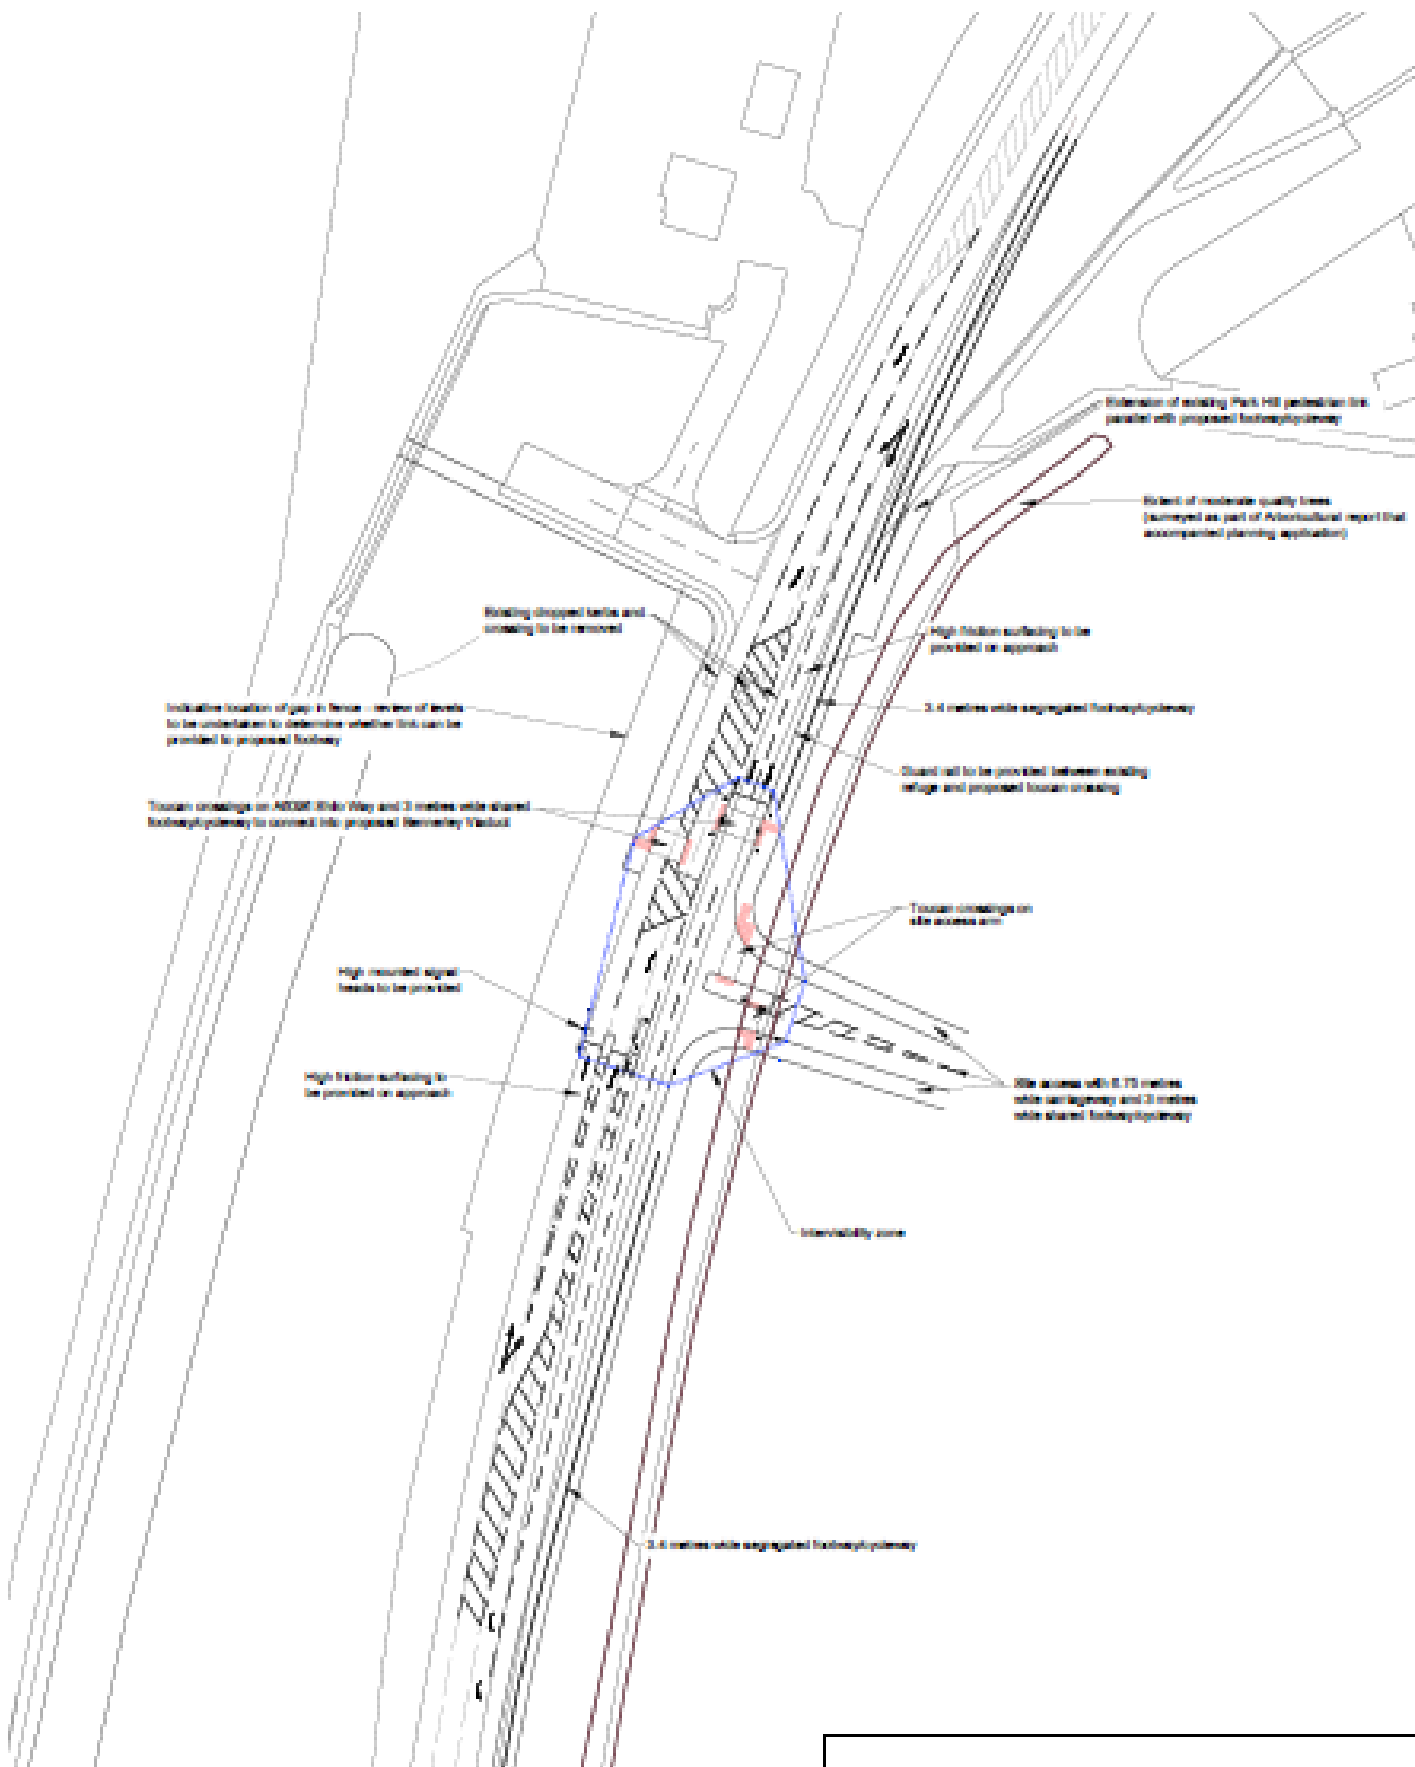 Extension of existing Park Hill pedestrian link
parallel with proposed footway/cycleway
Extent of moderate quality trees
(surveyed as part of Arboricultural report that
accompanied planning application)
Existing dropped kerbs and
crossing to be removed
High friction surfacing to be
provided on approach
Indicative location of gap in fence - review of levels
to be undertaken to determine whether link can be
provided to proposed footway
metres wide segregated footway/cycleway
Guard rail to be provided between existing
refuge and proposed toucan crossing
Toucan crossings on Way and 3 metres wide shared
footway/cycleway to connect into proposed Bennerley Viaduct
Toucan crossings on
site access arm
High mounted signal
heads to be provided
High friction surfacing to
be provided on approach
Site access with 6.75 metres
wide carriageway and 3 metres
wide shared footway/cycleway
Intervisibility zone
metres wide segregated footway/cycleway